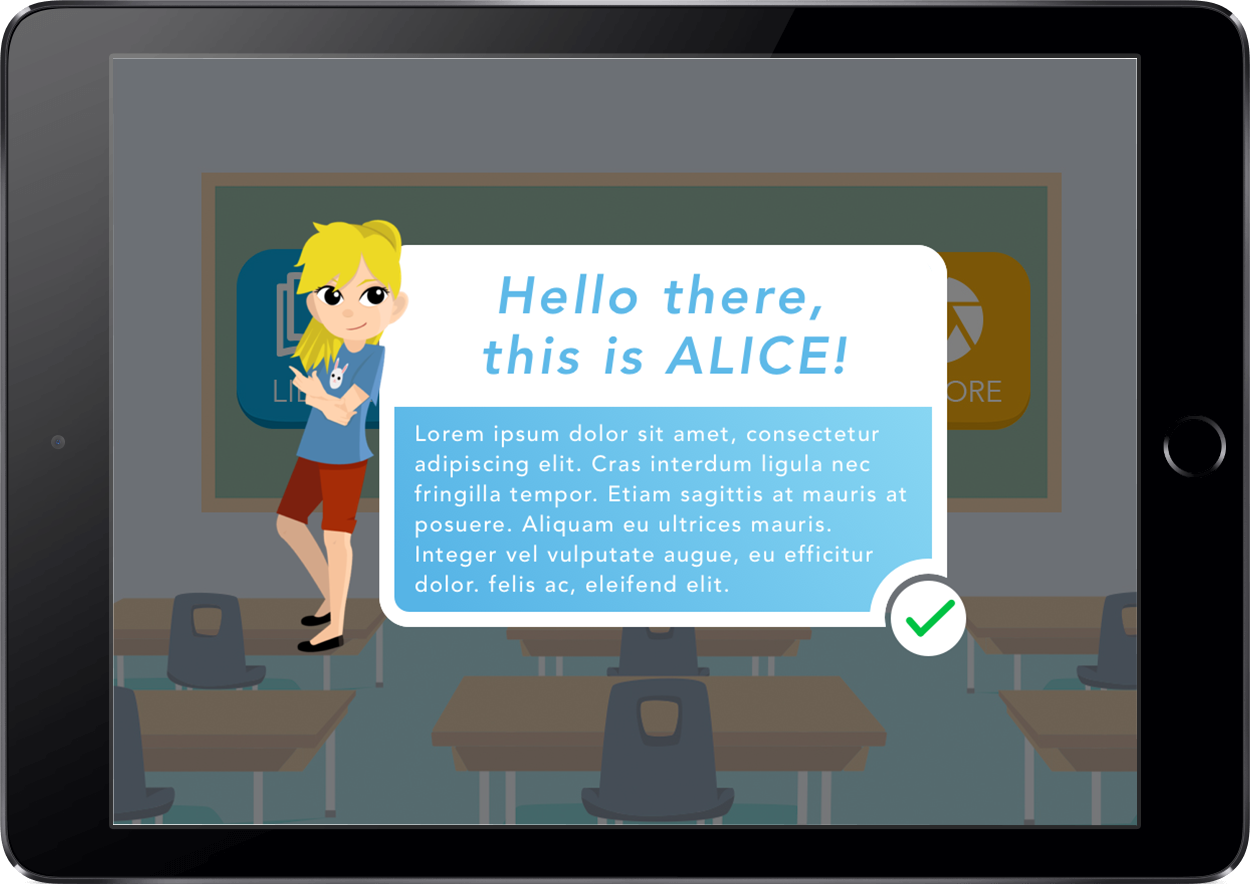 Hello there,
this is ALICE!
Lorem ipsum dolor sit amet, consectetur
adipiscing elit. Cras interdum ligula nec
fringilla tempor. Etiam sagittis at mauris at
posuere. Aliquam eu ultrices mauris.
Integer vel vulputate augue, eu efficitur
dolor. felis ac, eleifend elit.